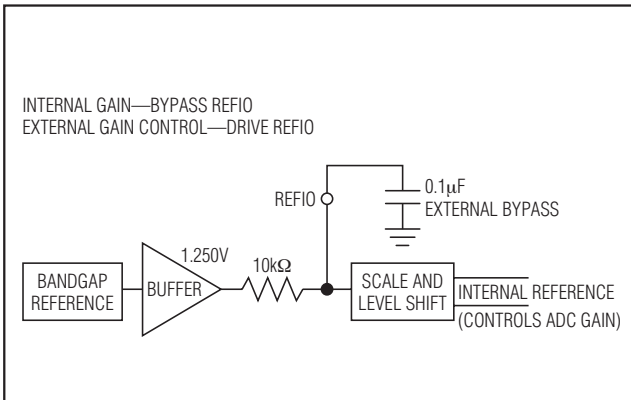 INTERNAL GAIN—BYPASS REFIO
EXTERNAL GAIN CONTROL—DRIVE REFIO
REFIO
0.1μF
EXTERNAL BYPASS
1.250V
10kΩ
BANDGAP
REFERENCE
BUFFER
SCALE AND
LEVEL SHIFT
INTERNAL REFERENCE
(CONTROLS ADC GAIN)